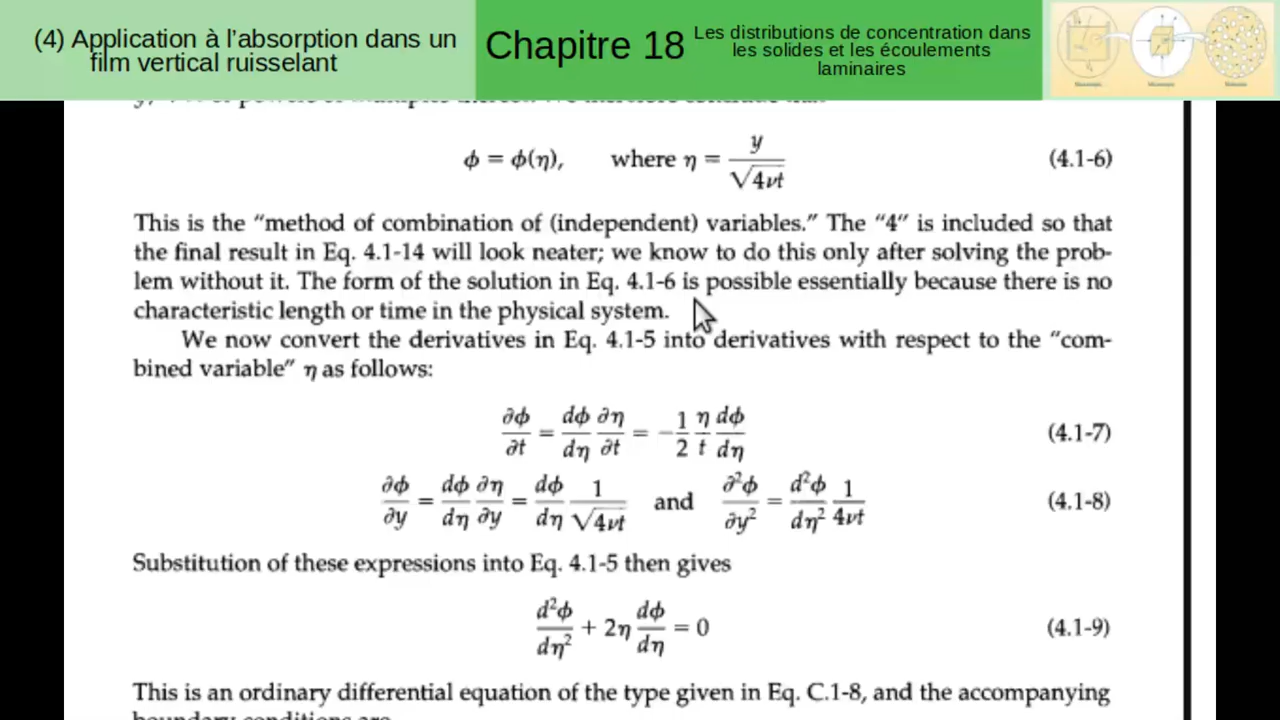 (4) Application à l’absorption dans un
film vertical ruisselant
Chapitre 18
Les distributions de concentration dans
les solides et les écoulements
laminaires
ϕ = ϕ(η), where η = y / √4νt (4.1-6)
This is the “method of combination of (independent) variables.” The “4” is included so that
the final result in Eq. 4.1-14 will look neater; we know to do this only after solving the prob-
lem without it. The form of the solution in Eq. 4.1-6 is possible essentially because there is no
characteristic length or time in the physical system.
We now convert the derivatives in Eq. 4.1-5 into derivatives with respect to the “com-
bined variable” η as follows:
∂ϕ/∂t = dϕ/dη ∂η/∂t = −1/2 η/t dϕ/dη (4.1-7)
∂ϕ/∂y = dϕ/dη ∂η/∂y = dϕ/dη 1/√4νt and ∂²ϕ/∂y² = d²ϕ/dη² 1/4νt (4.1-8)
Substitution of these expressions into Eq. 4.1-5 then gives
d²ϕ/dη² + 2η dϕ/dη = 0 (4.1-9)
This is an ordinary differential equation of the type given in Eq. C.1-8, and the accompanying